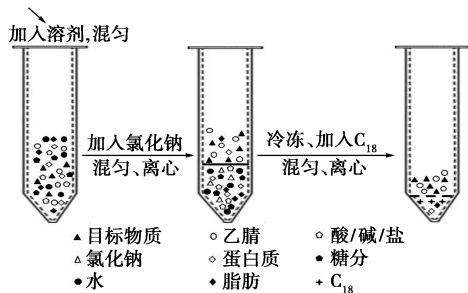 加入溶剂,混匀
加入氯化钠
混匀、离心
冷冻、加入C₁₈
混匀、离心
▲目标物质 ○乙腈 ⬠酸/碱/盐
△氯化钠 ◇蛋白质 ⬟糖分
●水 ◆脂肪 +C₁₈